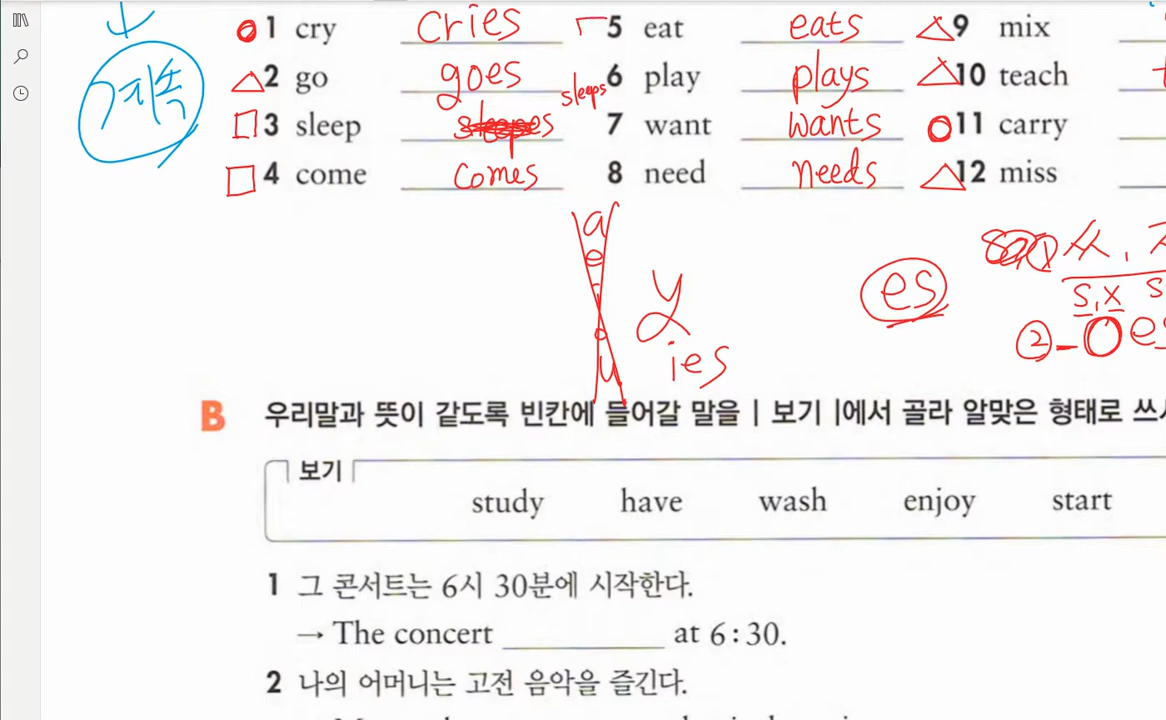 1 cry cries 5 eat eats 9 mix
2 go goes 6 play plays 10 teach
3 sleep sleeps 7 want wants 11 carry
4 come comes 8 need needs 12 miss
a
e
y es
s, x s
o
u ies ② - O es
B 우리말과 뜻이 같도록 빈칸에 들어갈 말을 | 보기 |에서 골라 알맞은 형태로 쓰시
보기
study have wash enjoy start
1 그 콘서트는 6시 30분에 시작한다.
→ The concert ________ at 6:30.
2 나의 어머니는 고전 음악을 즐긴다.